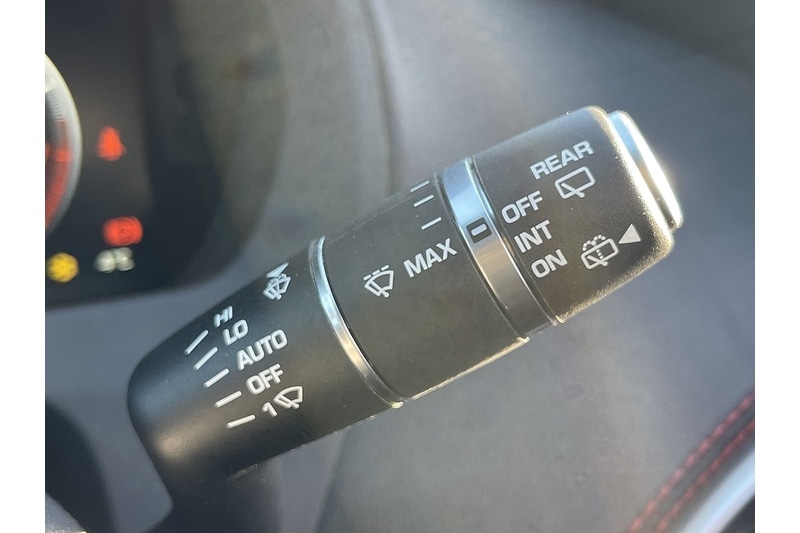 REAR
OFF
INT
ON
MAX
HI
LO
AUTO
OFF
1